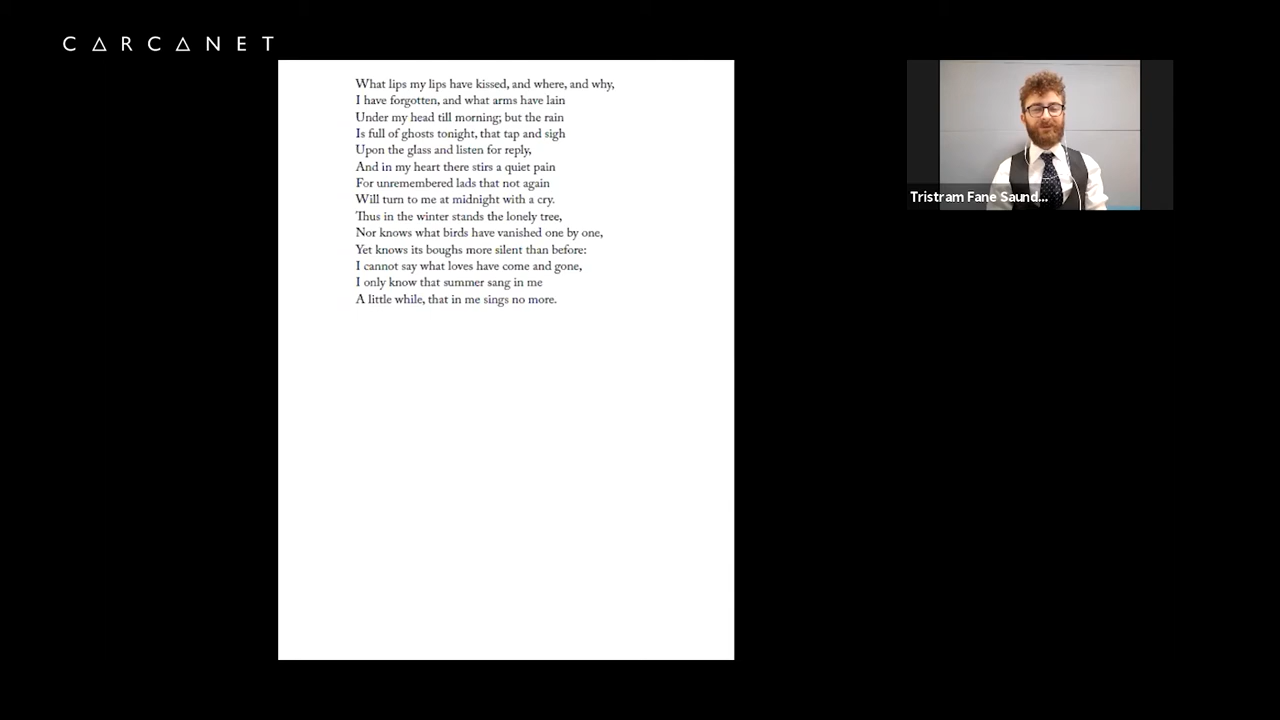 CARCANET
What lips my lips have kissed, and where, and why,
I have forgotten, and what arms have lain
Under my head till morning; but the rain
Is full of ghosts tonight, that tap and sigh
Upon the glass and listen for reply,
And in my heart there stirs a quiet pain
For unremembered lads that not again
Will turn to me at midnight with a cry.
Thus in the winter stands the lonely tree,
Nor knows what birds have vanished one by one,
Yet knows its boughs more silent than before:
I cannot say what loves have come and gone,
I only know that summer sang in me
A little while, that in me sings no more.
Tristram Fane Saund...